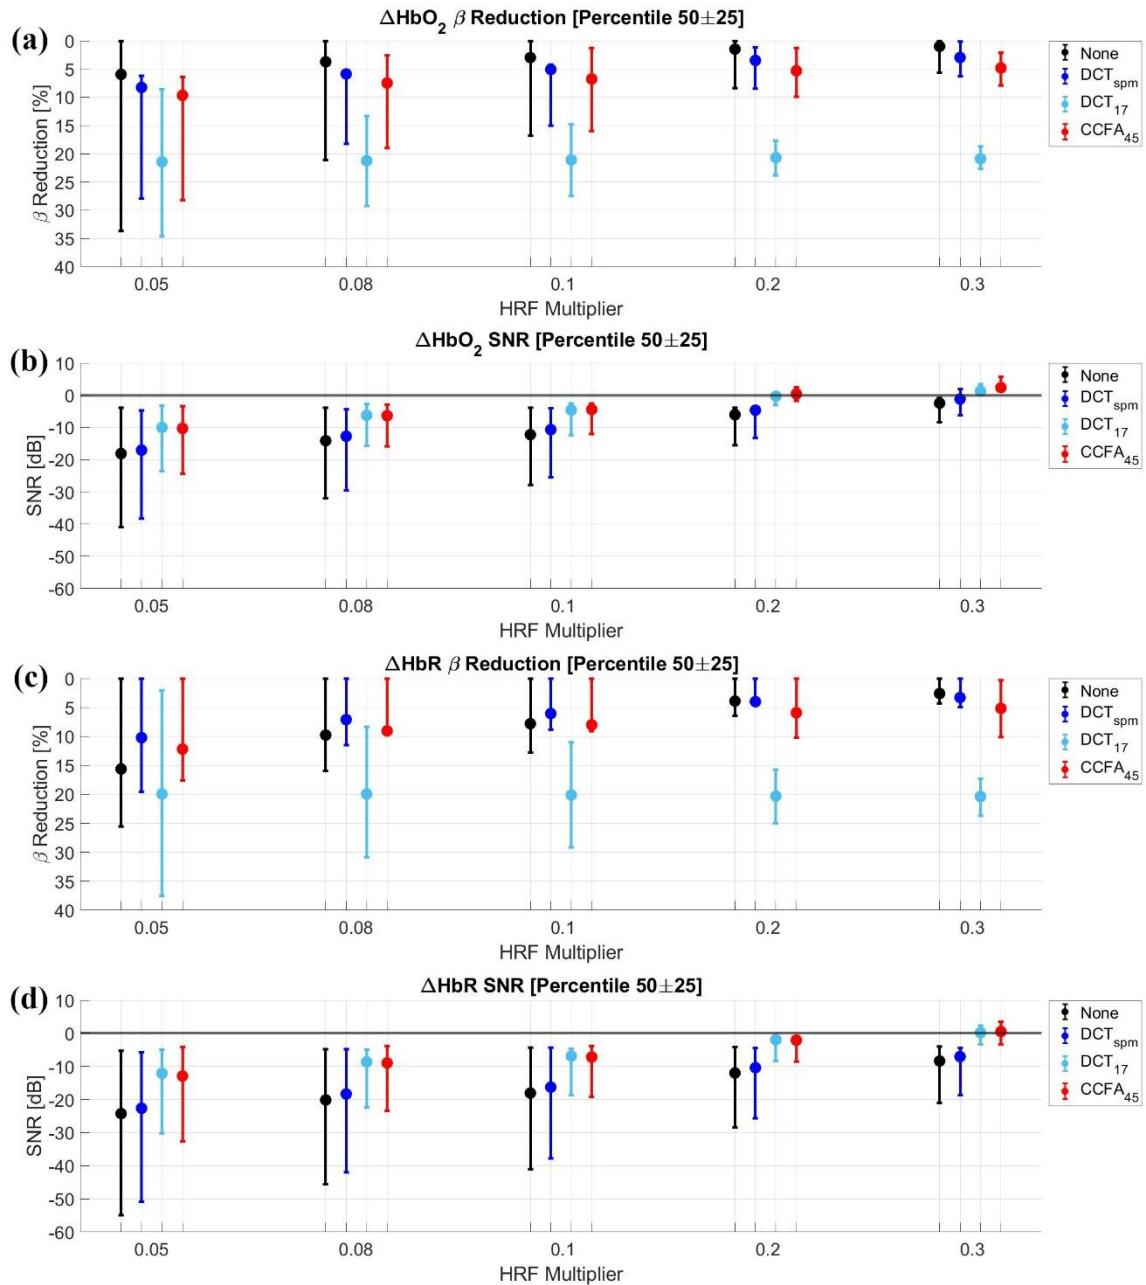 (a)
ΔHbO2 β Reduction [Percentile 50±25]
β Reduction [%]
0
5
10
15
20
25
30
35
40
0.05 0.08 0.1 0.2 0.3
HRF Multiplier
None
DCTspm
DCT17
CCFA45
(b)
ΔHbO2 SNR [Percentile 50±25]
SNR [dB]
10
0
-10
-20
-30
-40
-50
-60
0.05 0.08 0.1 0.2 0.3
HRF Multiplier
None
DCTspm
DCT17
CCFA45
(c)
ΔHbR β Reduction [Percentile 50±25]
β Reduction [%]
0
5
10
15
20
25
30
35
40
0.05 0.08 0.1 0.2 0.3
HRF Multiplier
None
DCTspm
DCT17
CCFA45
(d)
ΔHbR SNR [Percentile 50±25]
SNR [dB]
10
0
-10
-20
-30
-40
-50
-60
0.05 0.08 0.1 0.2 0.3
HRF Multiplier
None
DCTspm
DCT17
CCFA45